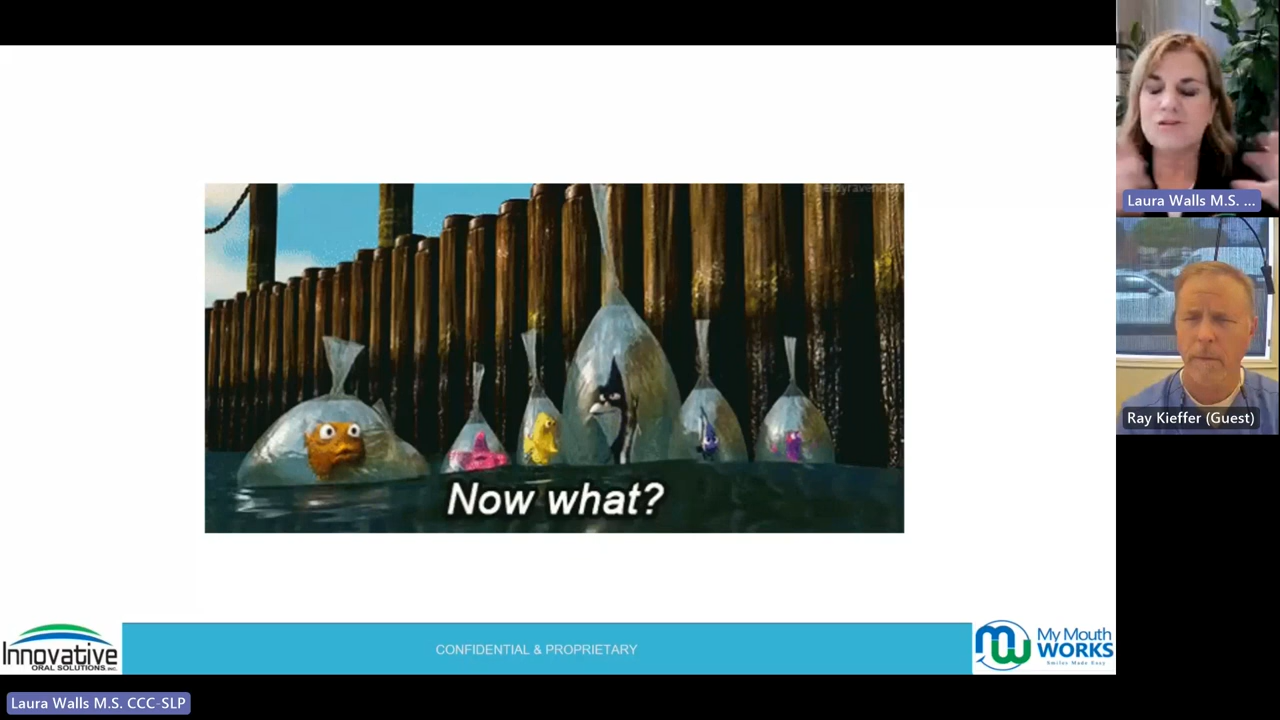 Laura Walls M.S. ...
Ray Kieffer (Guest)
Now what?
Innovative
ORAL SOLUTIONS, INC.
CONFIDENTIAL & PROPRIETARY
My Mouth
WORKS
Smiles Made Easy
Laura Walls M.S. CCC-SLP